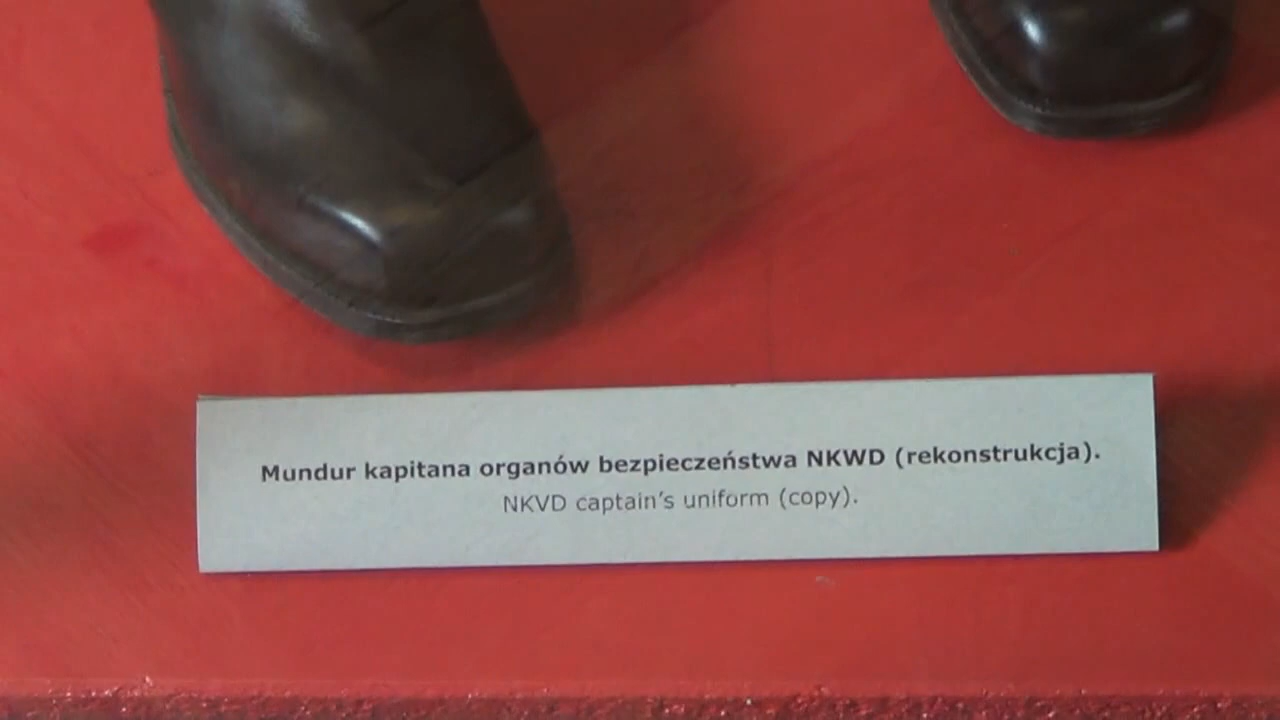 Mundur kapitana organów bezpieczeństwa NKWD (rekonstrukcja).
NKVD captain's uniform (copy).